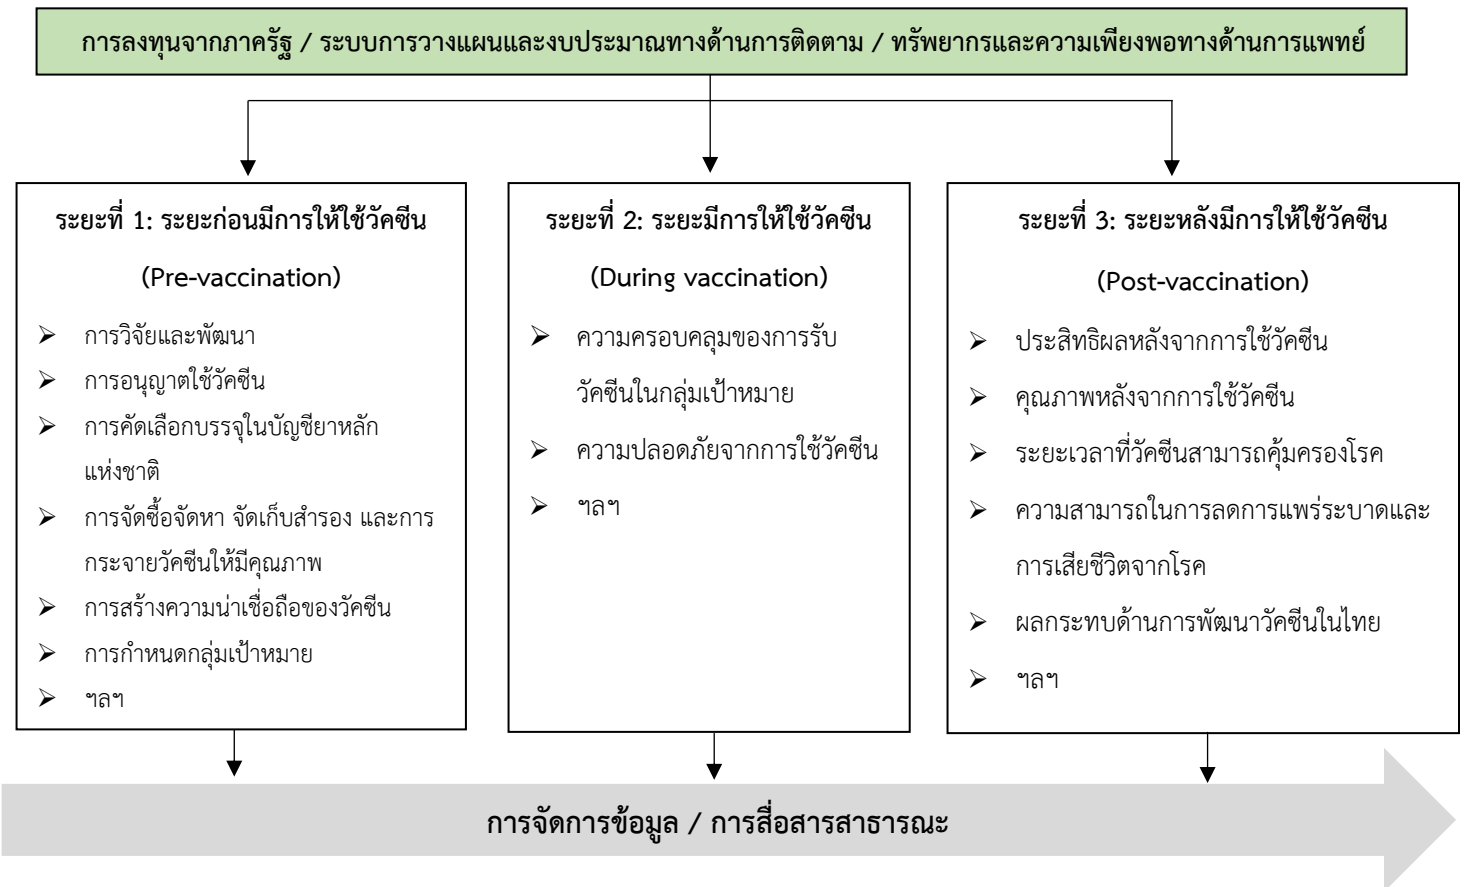 การลงทุนจากภาครัฐ / ระบบการวางแผนและงบประมาณทางด้านการติดตาม / ทรัพยากรและความเพียงพอทางด้านการแพทย์
ระยะที่ 1: ระยะก่อนมีการให้ใช้วัคซีน
(Pre-vaccination)
➢ การวิจัยและพัฒนา
➢ การอนุญาตใช้วัคซีน
➢ การคัดเลือกบรรจุในบัญชียาหลัก
แห่งชาติ
➢ การจัดซื้อจัดหา จัดเก็บสำรอง และการ
กระจายวัคซีนให้มีคุณภาพ
➢ การสร้างความน่าเชื่อถือของวัคซีน
➢ การกำหนดกลุ่มเป้าหมาย
➢ ฯลฯ
ระยะที่ 2: ระยะมีการให้ใช้วัคซีน
(During vaccination)
➢ ความครอบคลุมของการรับ
วัคซีนในกลุ่มเป้าหมาย
➢ ความปลอดภัยจากการใช้วัคซีน
➢ ฯลฯ
ระยะที่ 3: ระยะหลังมีการให้ใช้วัคซีน
(Post-vaccination)
➢ ประสิทธิผลหลังจากการใช้วัคซีน
➢ คุณภาพหลังจากการใช้วัคซีน
➢ ระยะเวลาที่วัคซีนสามารถคุ้มครองโรค
➢ ความสามารถในการลดการแพร่ระบาดและ
การเสียชีวิตจากโรค
➢ ผลกระทบด้านการพัฒนาวัคซีนในไทย
➢ ฯลฯ
การจัดการข้อมูล / การสื่อสารสาธารณะ